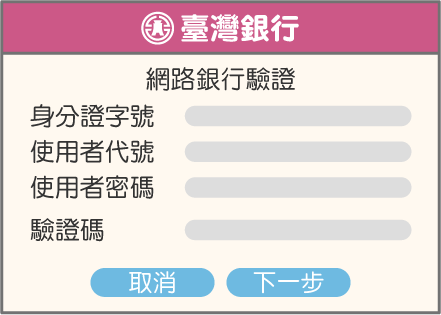 臺灣銀行
網路銀行驗證
身分證字號
使用者代號
使用者密碼
驗證碼
取消 下一步